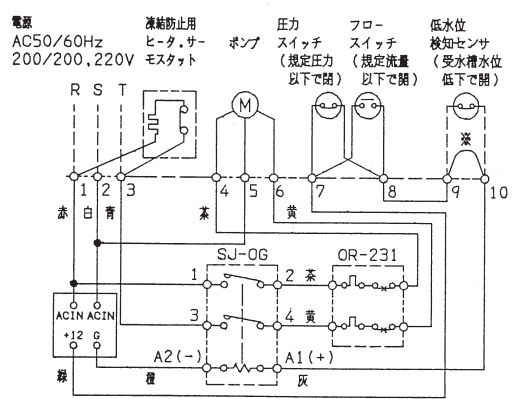 電源
AC50/60Hz
200/200,220V
凍結防止用
ヒータ,サー
モスタット
ポンプ
圧力
スイッチ
(規定圧力
以下で閉)
フロー
スイッチ
(規定流量
以下で閉)
低水位
検知センサ
(受水槽水位
低下で開)
R S T
M
※
1 2 3 4 5 6 7 8 9 10
赤 白 青 茶 黄
SJ-0G OR-231
1 2 茶
3 4 黄
ACIN ACIN
+12 G
A2(-) A1(+)
緑 橙 灰